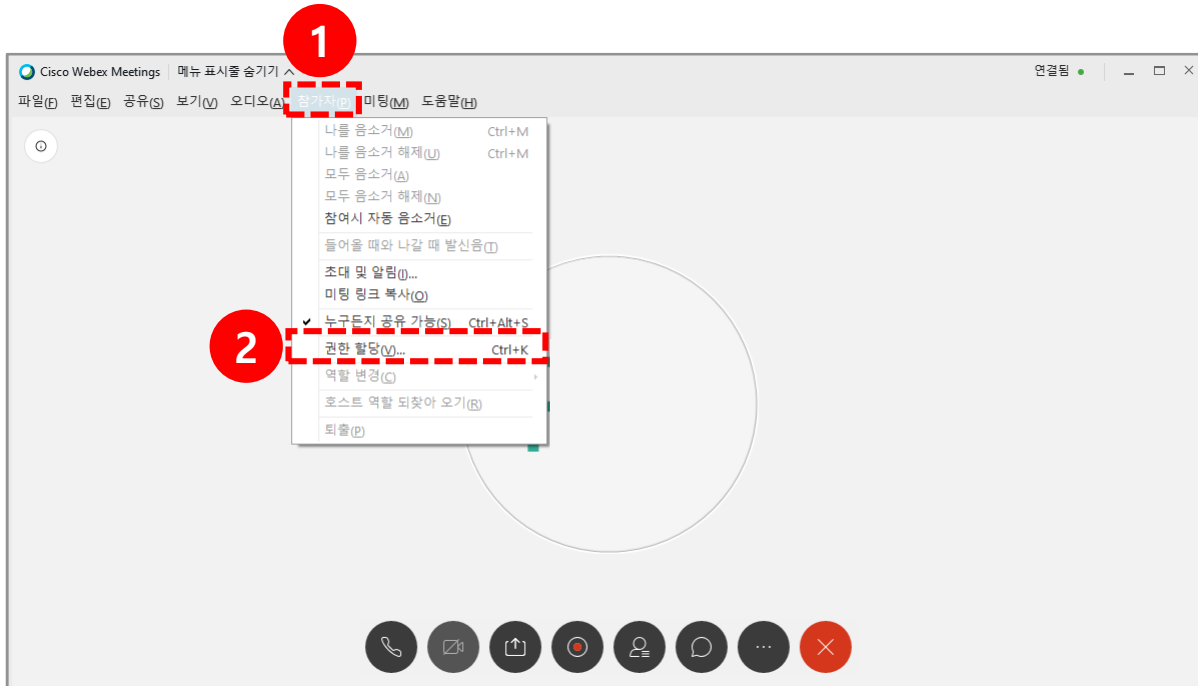 1
Cisco Webex Meetings 메뉴 표시줄 숨기기 연결됨
파일(F) 편집(E) 공유(S) 보기(V) 오디오(A) 참가자(P) 미팅(M) 도움말(H)
나를 음소거(M) Ctrl+M
나를 음소거 해제(U) Ctrl+M
모두 음소거(A)
모두 음소거 해제(N)
참여시 자동 음소거(E)
들어올 때와 나갈 때 발신음(T)
초대 및 알림(I)...
미팅 링크 복사(O)
누구든지 공유 가능(S) Ctrl+Alt+S
2
권한 할당(V)... Ctrl+K
역할 변경(C)
호스트 역할 되찾아 오기(R)
퇴출(P)